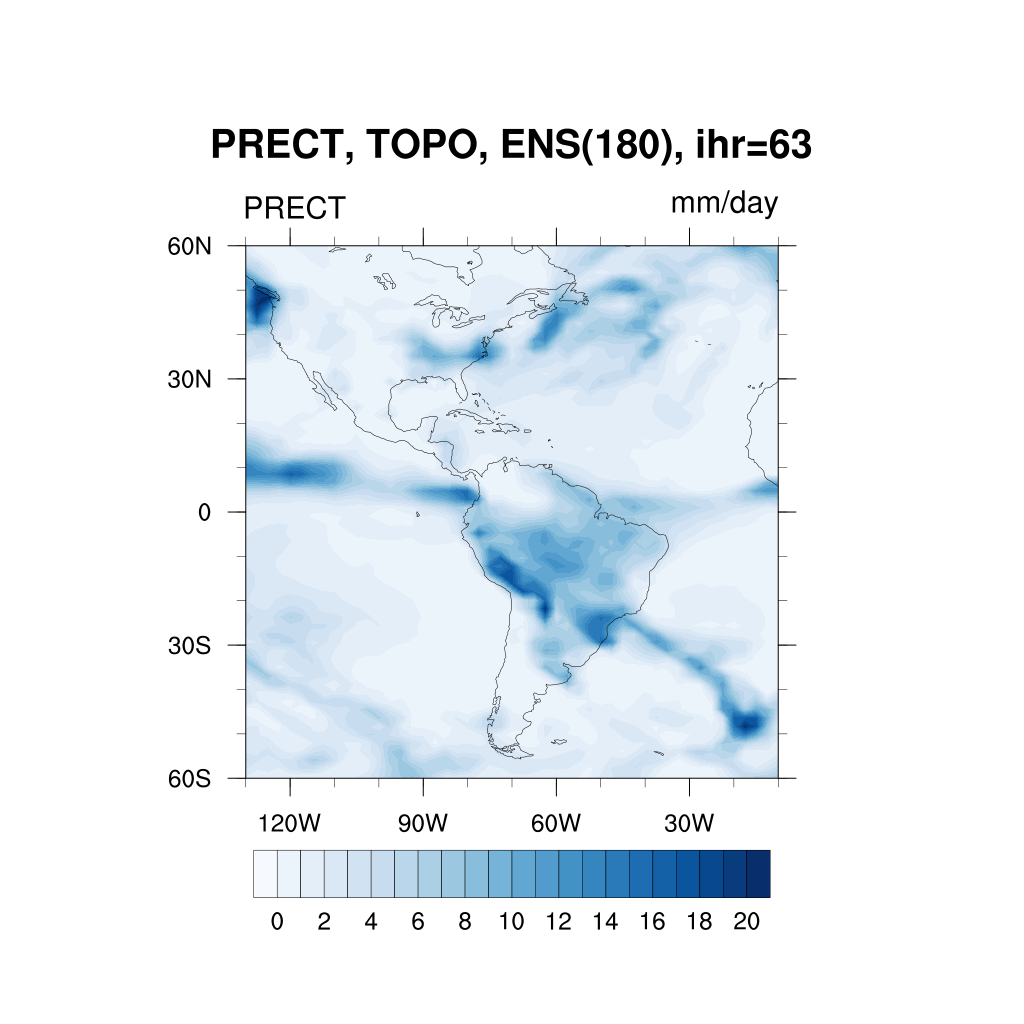 PRECT, TOPO, ENS(180), ihr=63
PRECT mm/day
60N
30N
0
30S
60S
120W 90W 60W 30W
0 2 4 6 8 10 12 14 16 18 20